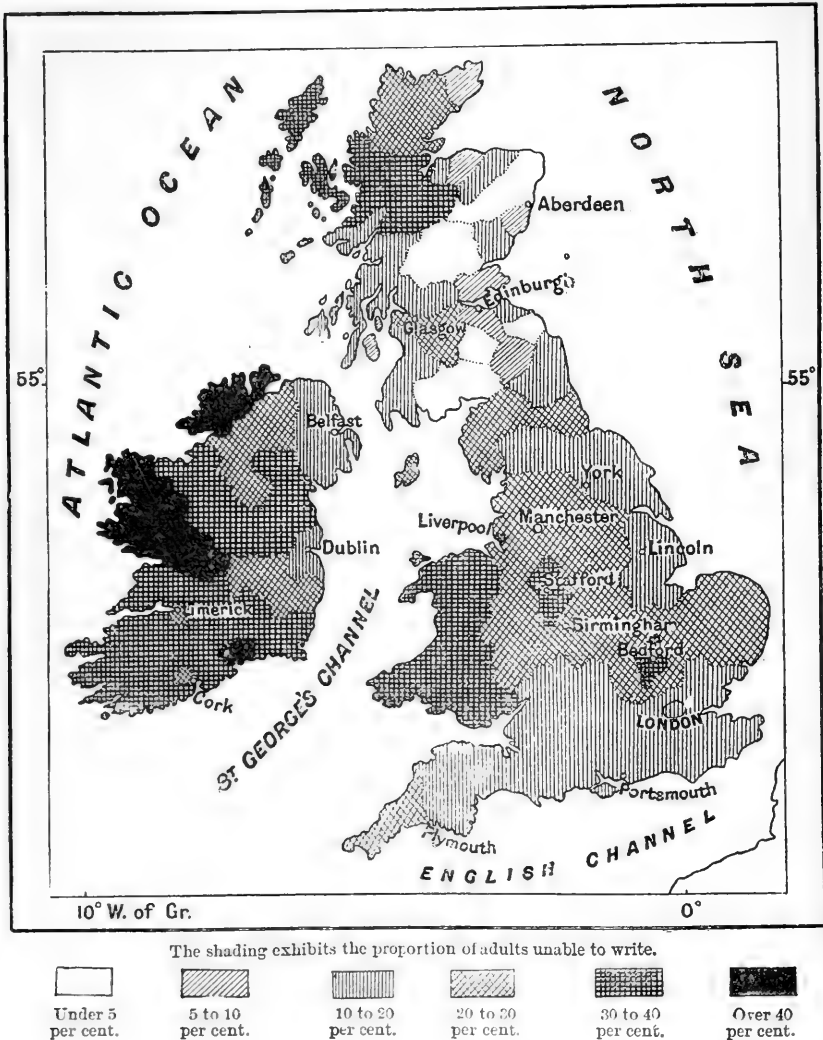 ATLANTIC OCEAN
NORTH SEA
Aberdeen
Edinburgh
Glasgow
55°
55°
Belfast
York
Liverpool
Manchester
Lincoln
Dublin
Stafford
Limerick
Birmingham
Bedford
Cork
ST GEORGE'S CHANNEL
LONDON
Portsmouth
Plymouth
ENGLISH CHANNEL
10° W. of Gr.
0°
The shading exhibits the proportion of adults unable to write.
Under 5
per cent.
5 to 10
per cent.
10 to 20
per cent.
20 to 30
per cent.
30 to 40
per cent.
Over 40
per cent.